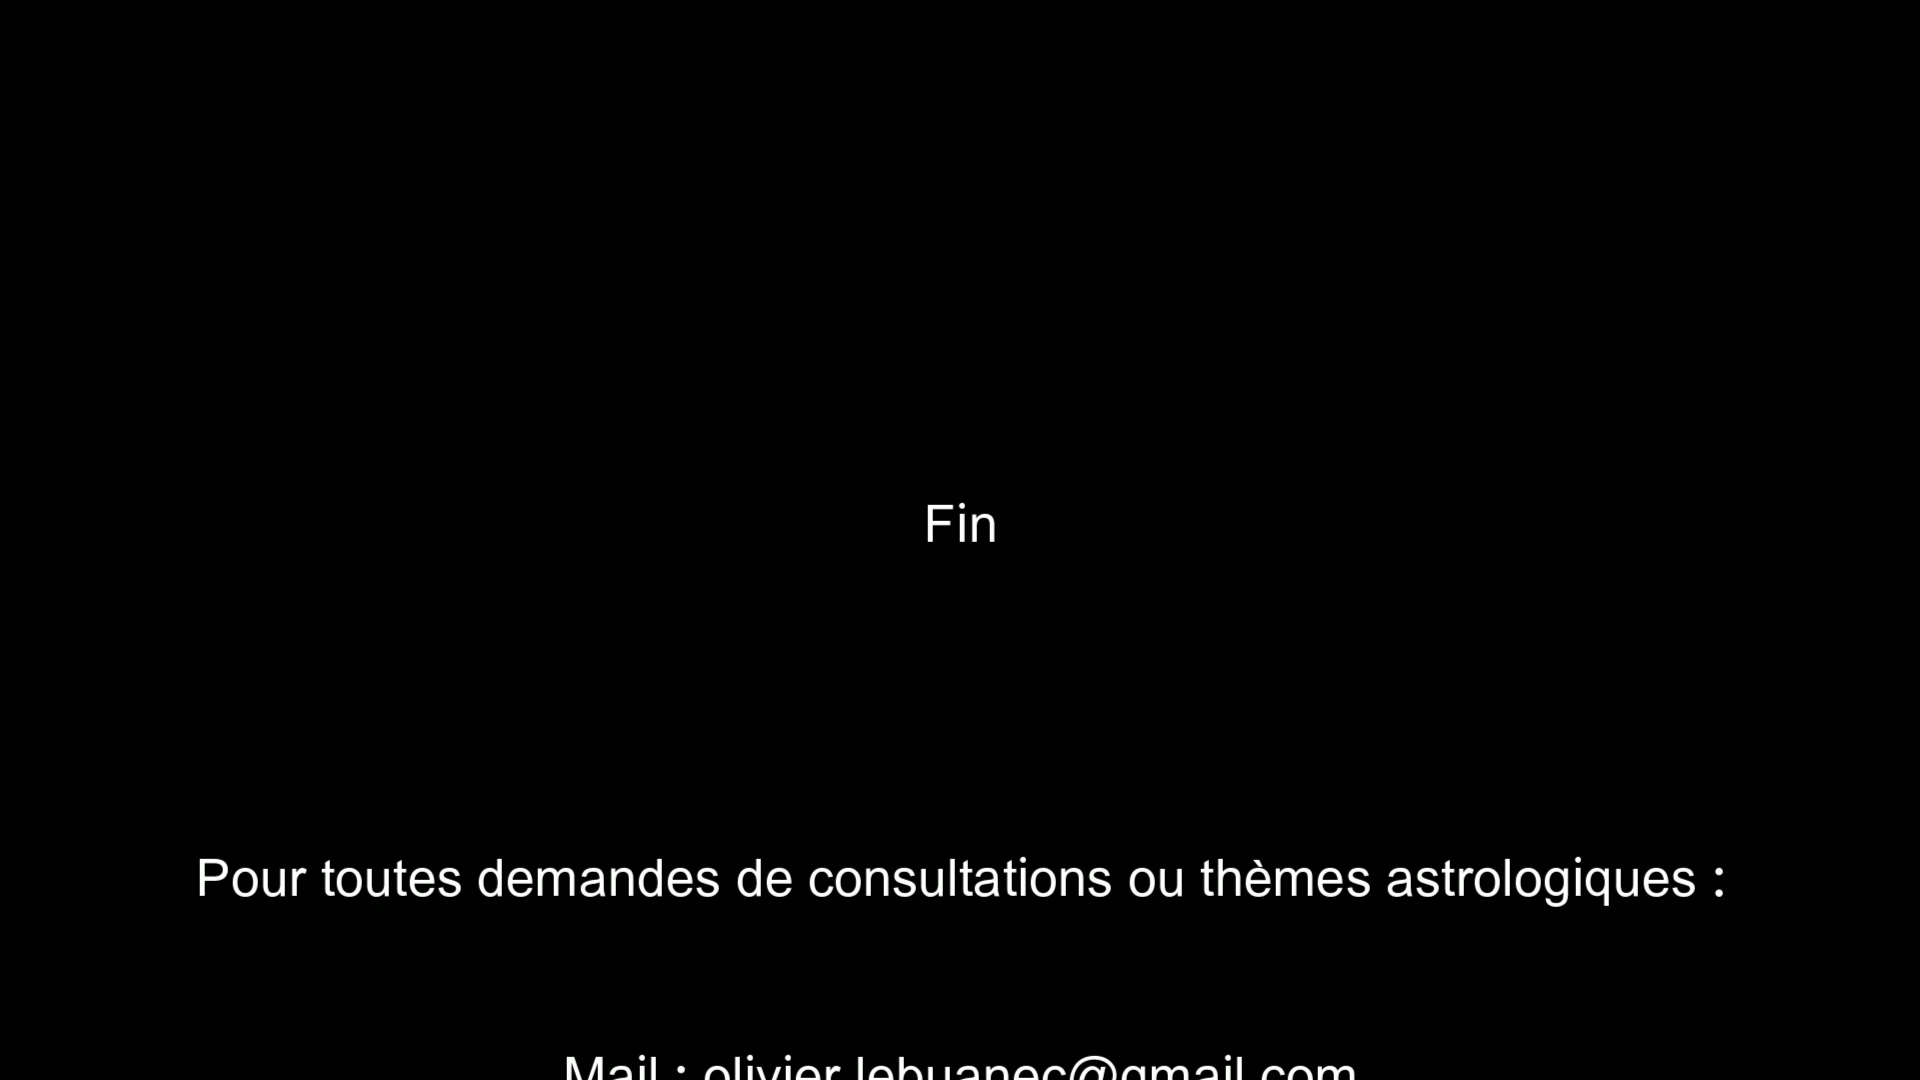 Fin
Pour toutes demandes de consultations ou thèmes astrologiques :
Mail : olivier.lebuanec@gmail.com